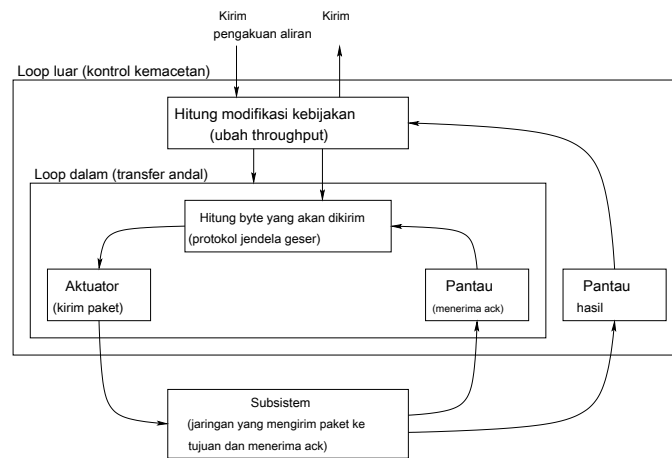 Kirim
pengakuan aliran
Kirim
Loop luar (kontrol kemacetan)
Hitung modifikasi kebijakan
(ubah throughput)
Loop dalam (transfer andal)
Hitung byte yang akan dikirim
(protokol jendela geser)
Aktuator
(kirim paket)
Pantau
(menerima ack)
Pantau
hasil
Subsistem
(jaringan yang mengirim paket ke
tujuan dan menerima ack)